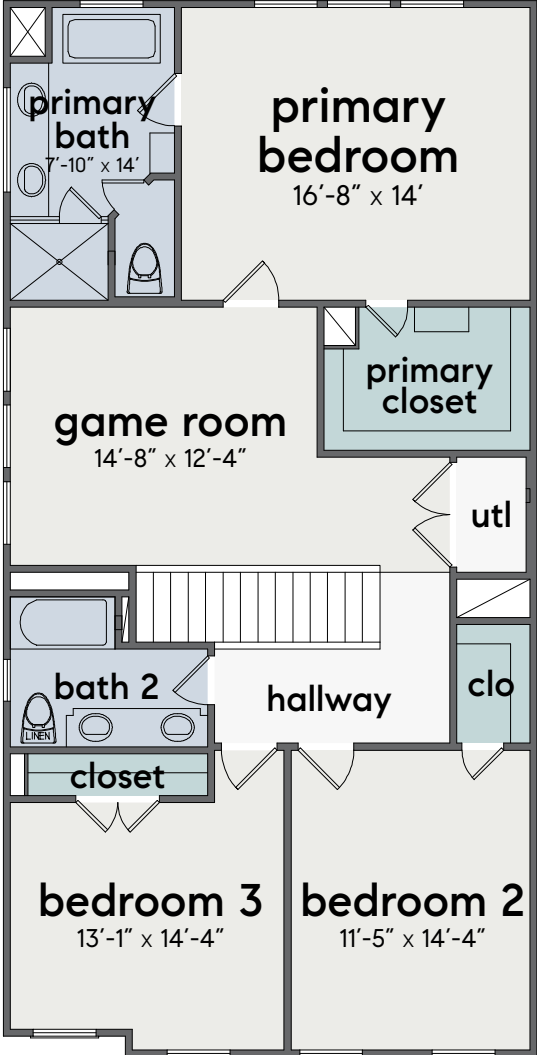 primary
bath
7'-10" x 14'
primary
bedroom
16'-8" x 14'
primary
closet
game room
14'-8" x 12'-4"
utl
bath 2
LINEN
hallway
clo
closet
bedroom 3
13'-1" x 14'-4"
bedroom 2
11'-5" x 14'-4"